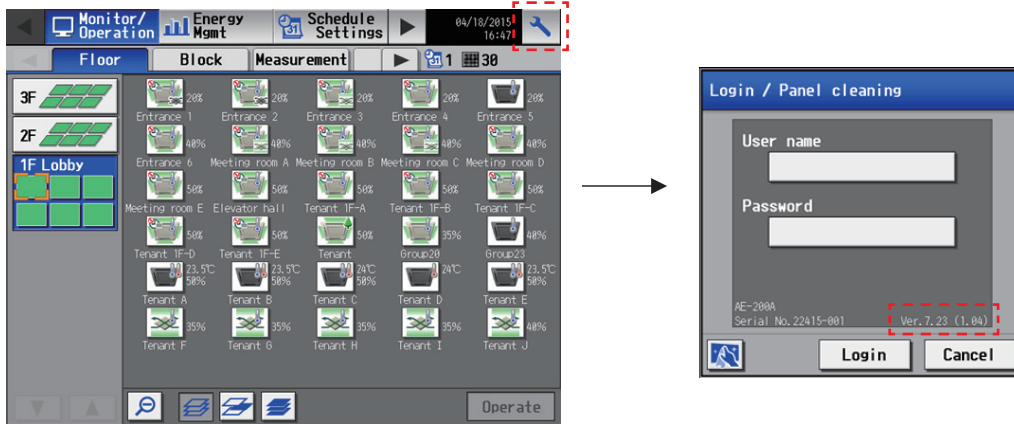 Monitor/
Operation
Energy
Mgmt
31
Schedule
Settings
04/18/2015
16:47
Floor
Block
Measurement
31 1
30
3F
2F
1F Lobby
20% 20% 20% 20% 20%
Entrance 1 Entrance 2 Entrance 3 Entrance 4 Entrance 5
40% 40% 40% 40% 40%
Entrance 6 Meeting room A Meeting room B Meeting room C Meeting room D
50% 50% 50% 50% 50%
Meeting room E Elevator hall Tenant 1F-A Tenant 1F-B Tenant 1F-C
50% 50% 50% 35% 40%
Tenant 1F-D Tenant 1F-E Tenant Group20 Group23
23.5℃ 23.5℃ 24℃ 24℃ 23.5℃
50% 50% 50% 50%
Tenant A Tenant B Tenant C Tenant D Tenant E
35% 35% 35% 35% 40%
Tenant F Tenant G Tenant H Tenant I Tenant J
Operate
Login / Panel cleaning
User name
Password
AE-200A
Serial No.22415-001 Ver.7.23 (1.04)
Login Cancel